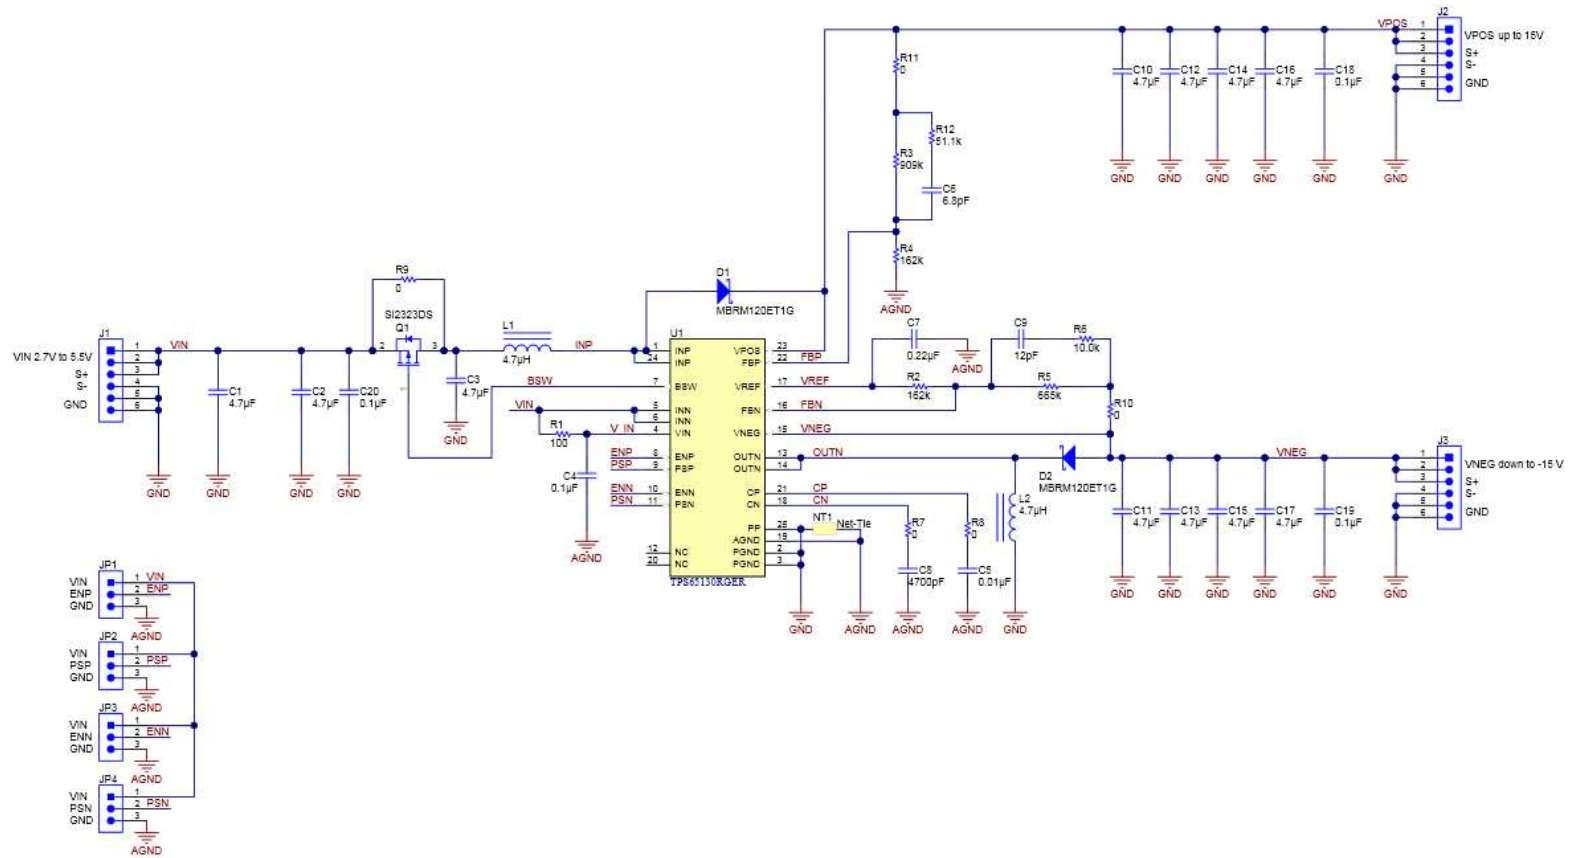 J2
VPOS
1
2
3
4
5
6
VPOS up to 15V
S+
S-
GND
R11
0
C10
4.7µF
C12
4.7µF
C14
4.7µF
C16
4.7µF
C18
0.1µF
GND
GND
GND
GND
GND
GND
R12
51.1k
R3
909k
C6
6.8pF
R4
162k
AGND
R9
0
SI2323DS
Q1
2
3
D1
MBRM120ET1G
J1
VIN 2.7V to 5.5V
S+
S-
GND
1
2
3
4
5
6
VIN
C1
4.7µF
C2
4.7µF
C20
0.1µF
GND
GND
GND
GND
L1
4.7µH
INP
C3
4.7µF
GND
BSW
VIN
R1
100
V_IN
C4
0.1µF
AGND
ENP
PSP
ENN
PSN
U1
1
24
7
5
6
4
8
9
10
11
12
20
INP
INP
BSW
INN
INN
VIN
ENP
PSP
ENN
PSN
NC
NC
VPOS
FBP
VREF
FBN
VNEG
OUTN
OUTN
CP
CN
PP
AGND
PGND
PGND
23
22
17
16
15
13
14
21
18
25
19
2
3
TPS65130RGER
FBP
VREF
FBN
VNEG
OUTN
CP
CN
C7
0.22µF
AGND
C9
12pF
R6
10.0k
R2
162k
R5
665k
R10
0
D2
MBRM120ET1G
L2
4.7µH
NT1
Net-Tie
R7
0
R8
0
C8
4700pF
C5
0.01µF
GND
AGND
AGND
AGND
GND
VNEG
J3
1
2
3
4
5
6
VNEG down to -15 V
S+
S-
GND
C11
4.7µF
C13
4.7µF
C15
4.7µF
C17
4.7µF
C19
0.1µF
GND
GND
GND
GND
GND
GND
JP1
VIN
ENP
GND
1
2
3
VIN
ENP
AGND
JP2
VIN
PSP
GND
1
2
3
PSP
AGND
JP3
VIN
ENN
GND
1
2
3
ENN
AGND
JP4
VIN
PSN
GND
1
2
3
PSN
AGND